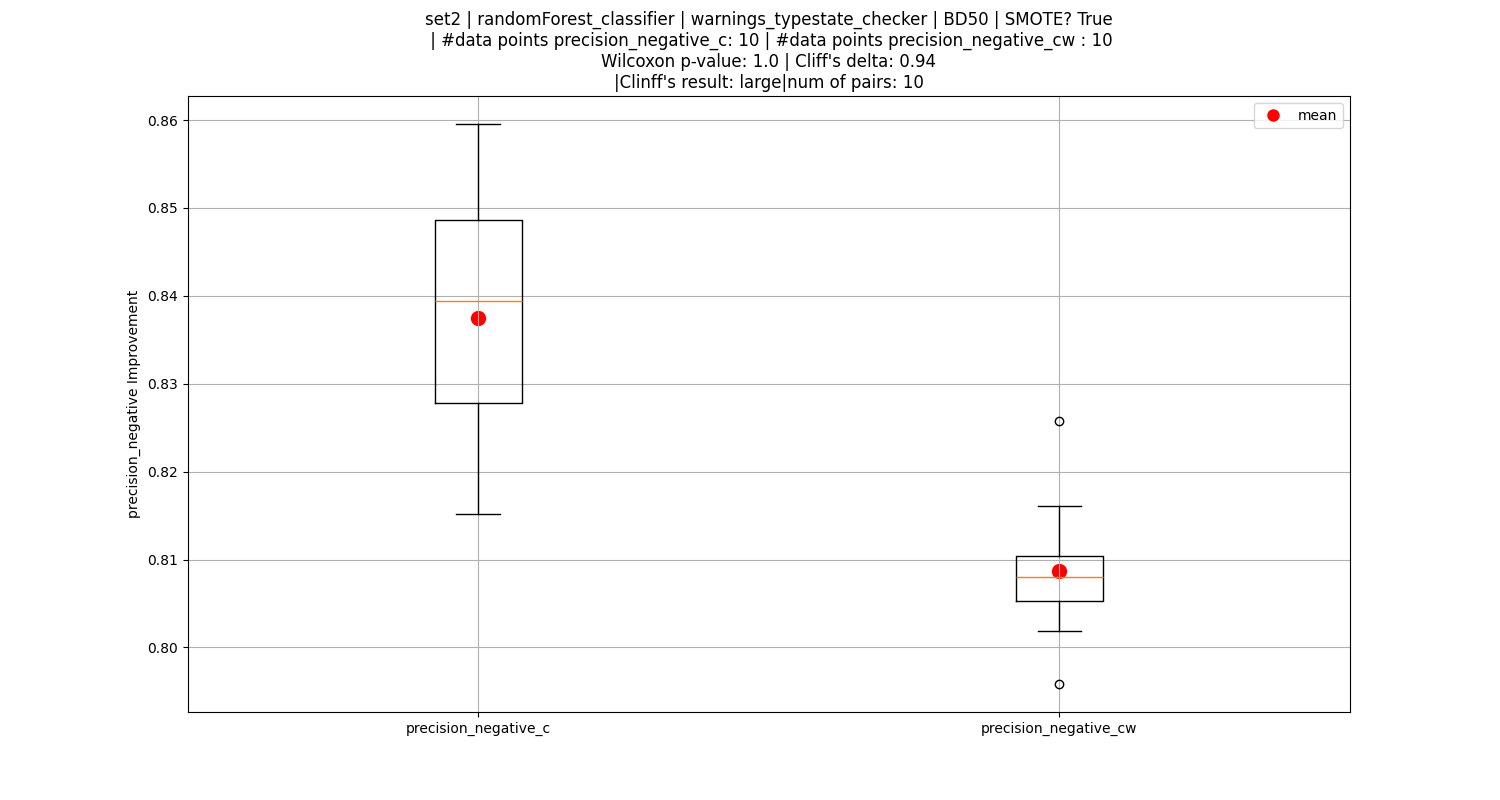 set2 | randomForest_classifier | warnings_typestate_checker | BD50 | SMOTE? True
| #data points precision_negative_c: 10 | #data points precision_negative_cw : 10
Wilcoxon p-value: 1.0 | Cliff's delta: 0.94
|Clinff's result: large|num of pairs: 10
mean
0.86
0.85
0.84
0.83
0.82
0.81
0.80
precision_negative Improvement
precision_negative_c
precision_negative_cw